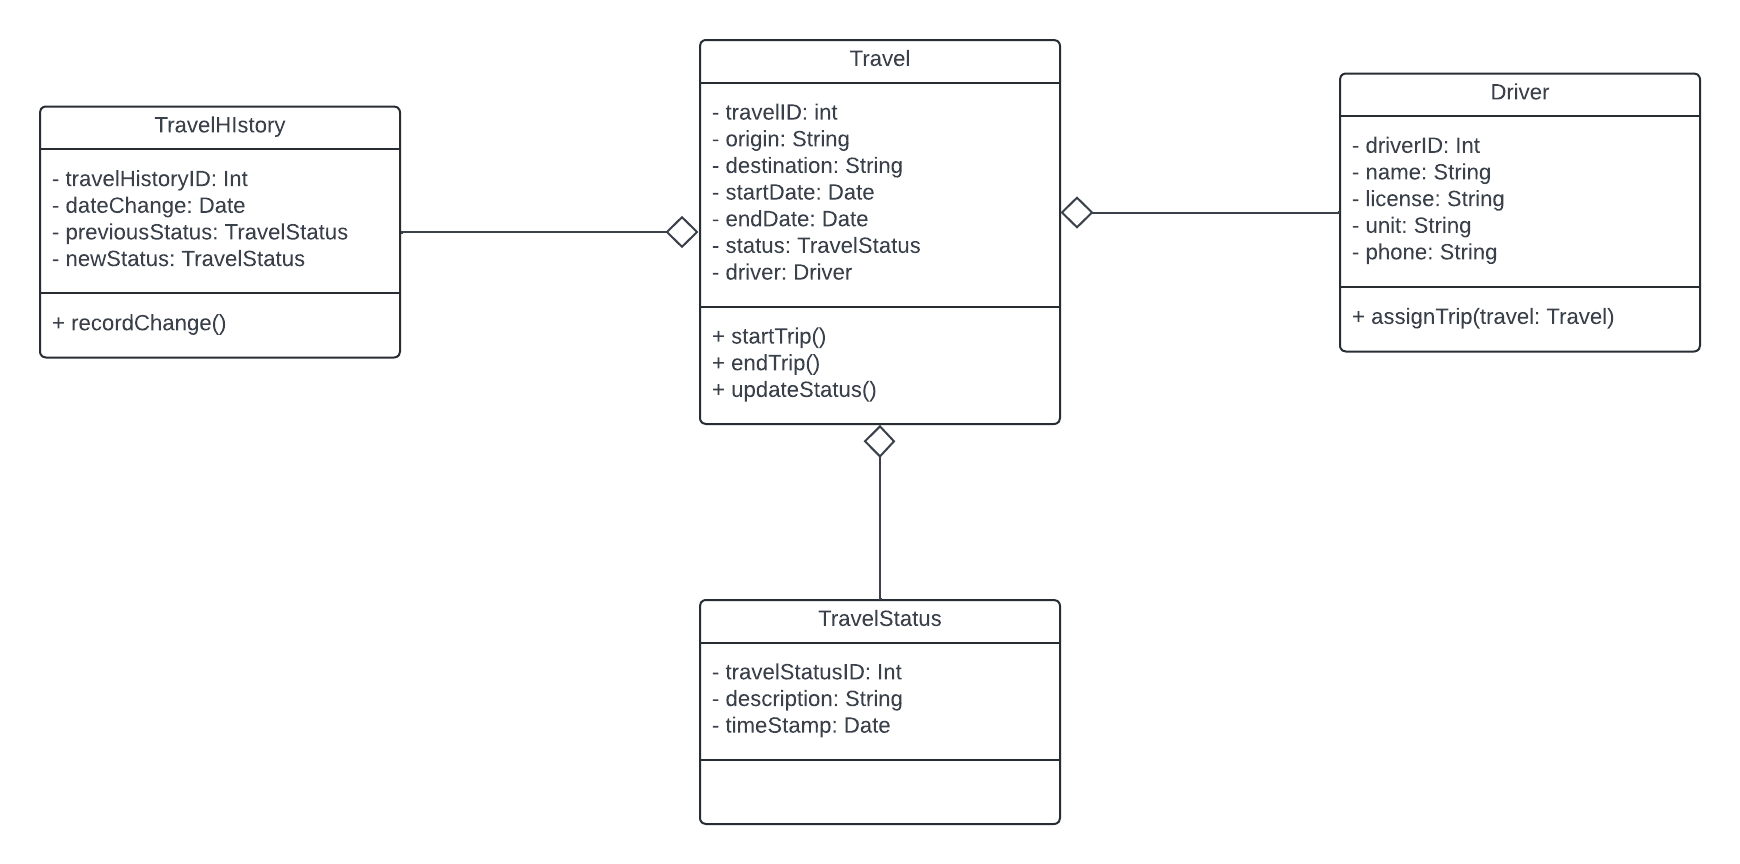 TravelHIstory
- travelHistoryID: Int
- dateChange: Date
- previousStatus: TravelStatus
- newStatus: TravelStatus
+ recordChange()
Travel
- travelID: int
- origin: String
- destination: String
- startDate: Date
- endDate: Date
- status: TravelStatus
- driver: Driver
+ startTrip()
+ endTrip()
+ updateStatus()
Driver
- driverID: Int
- name: String
- license: String
- unit: String
- phone: String
+ assignTrip(travel: Travel)
TravelStatus
- travelStatusID: Int
- description: String
- timeStamp: Date